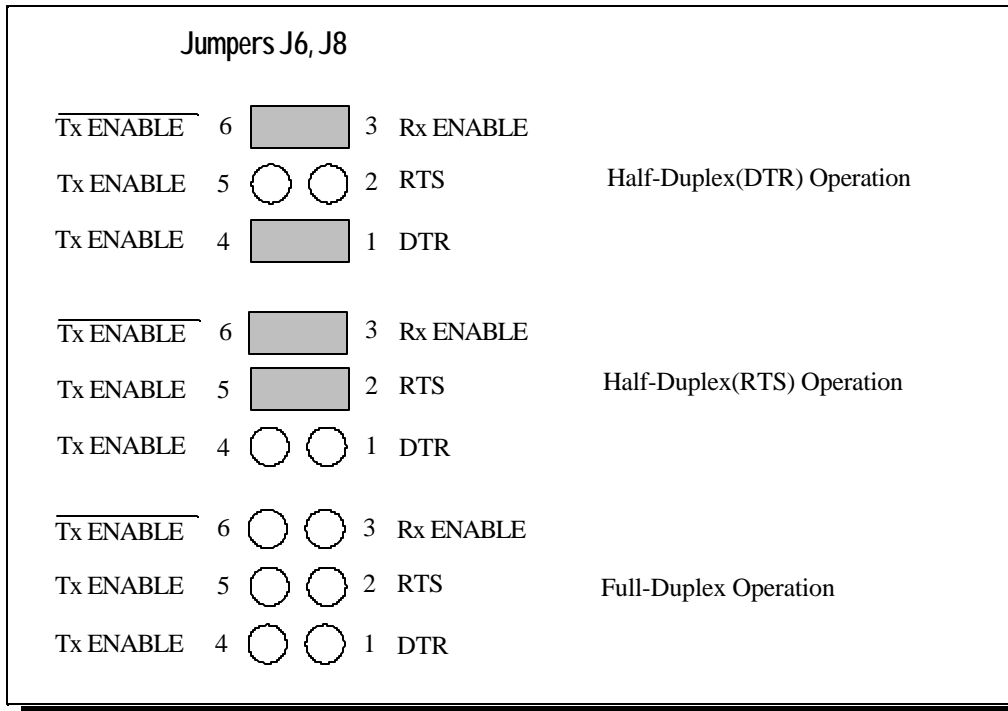 Jumpers J6, J8
Tx ENABLE 6 3 Rx ENABLE
Tx ENABLE 5 2 RTS Half-Duplex(DTR) Operation
Tx ENABLE 4 1 DTR
Tx ENABLE 6 3 Rx ENABLE
Tx ENABLE 5 2 RTS Half-Duplex(RTS) Operation
Tx ENABLE 4 1 DTR
Tx ENABLE 6 3 Rx ENABLE
Tx ENABLE 5 2 RTS Full-Duplex Operation
Tx ENABLE 4 1 DTR